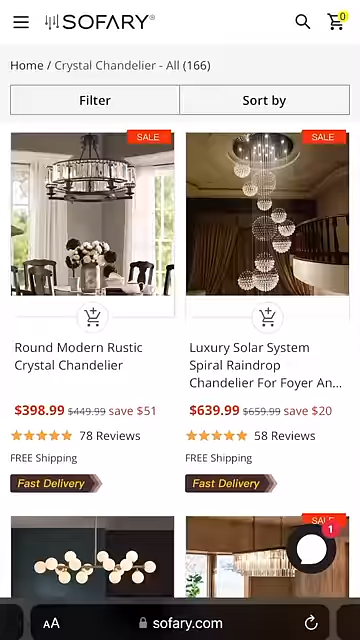 SOFARY®
0
Home / Crystal Chandelier - All (166)
Filter
Sort by
SALE
SALE
Round Modern Rustic
Crystal Chandelier
$398.99 $449.99 save $51
78 Reviews
FREE Shipping
Fast Delivery
Luxury Solar System
Spiral Raindrop
Chandelier For Foyer An...
$639.99 $659.99 save $20
58 Reviews
FREE Shipping
Fast Delivery
SALE
1
AA
sofary.com